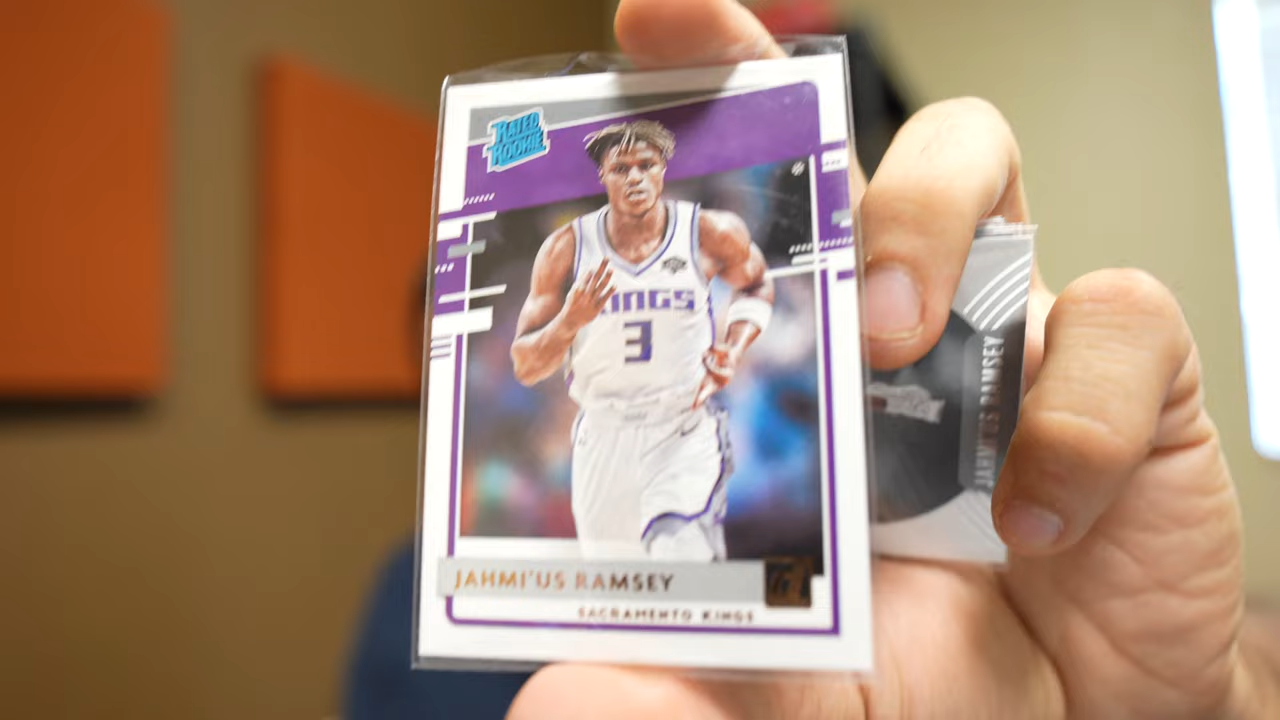 RATED
ROOKIE
KINGS
3
JAHMI'US RAMSEY
SACRAMENTO KINGS
JAHMI'US RAMSEY